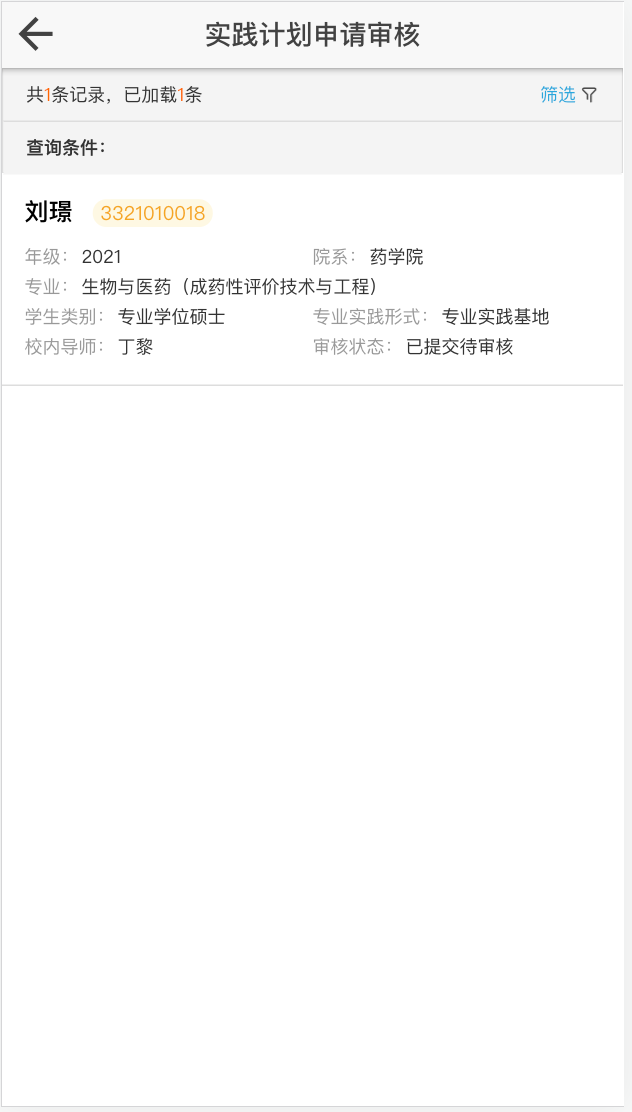 实践计划申请审核
共1条记录，已加载1条 筛选
查询条件：
刘璟 3321010018
年级： 2021 院系： 药学院
专业： 生物与医药（成药性评价技术与工程）
学生类别： 专业学位硕士 专业实践形式： 专业实践基地
校内导师： 丁黎 审核状态： 已提交待审核